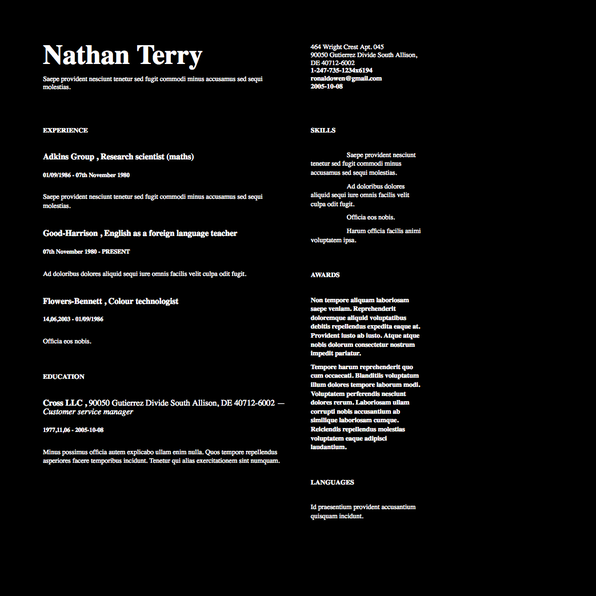 Nathan Terry
Saepe provident nesciunt tenetur sed fugit commodi minus accusamus sed sequi
molestias.
464 Wright Crest Apt. 045
90050 Gutierrez Divide South Allison,
DE 40712-6002
1-247-735-1234x6194
ronaldowen@gmail.com
2005-10-08
EXPERIENCE
Adkins Group , Research scientist (maths)
01/09/1986 - 07th November 1980
Saepe provident nesciunt tenetur sed fugit commodi minus accusamus sed sequi
molestias.
Good-Harrison , English as a foreign language teacher
07th November 1980 - PRESENT
Ad doloribus dolores aliquid sequi iure omnis facilis velit culpa odit fugit.
Flowers-Bennett , Colour technologist
14,06,2003 - 01/09/1986
Officia eos nobis.
EDUCATION
Cross LLC , 90050 Gutierrez Divide South Allison, DE 40712-6002 —
Customer service manager
1977,11,06 - 2005-10-08
Minus possimus officia autem explicabo ullam enim nulla. Quos tempore repellendus
asperiores facere temporibus incidunt. Tenetur qui alias exercitationem sint numquam.
SKILLS
Saepe provident nesciunt
tenetur sed fugit commodi minus
accusamus sed sequi molestias.
Ad doloribus dolores
aliquid sequi iure omnis facilis velit
culpa odit fugit.
Officia eos nobis.
Harum officia facilis animi
voluptatem ipsa.
AWARDS
Non tempore aliquam laboriosam
saepe veniam. Reprehenderit
doloremque aliquid voluptatibus
debitis repellendus expedita eaque at.
Provident iusto ab iusto. Atque atque
nobis dolorum consectetur nostrum
impedit pariatur.
Tempore harum reprehenderit quo
cum occaecati. Blanditiis voluptatum
illum dolores tempore laborum modi.
Voluptatem perferendis nesciunt
dolores rerum. Laboriosam ullam
corrupti nobis accusantium ab
similique laboriosam cumque.
Reiciendis repellendus molestias
voluptatem eaque adipisci
laudantium.
LANGUAGES
Id praesentium provident accusantium
quisquam incidunt.